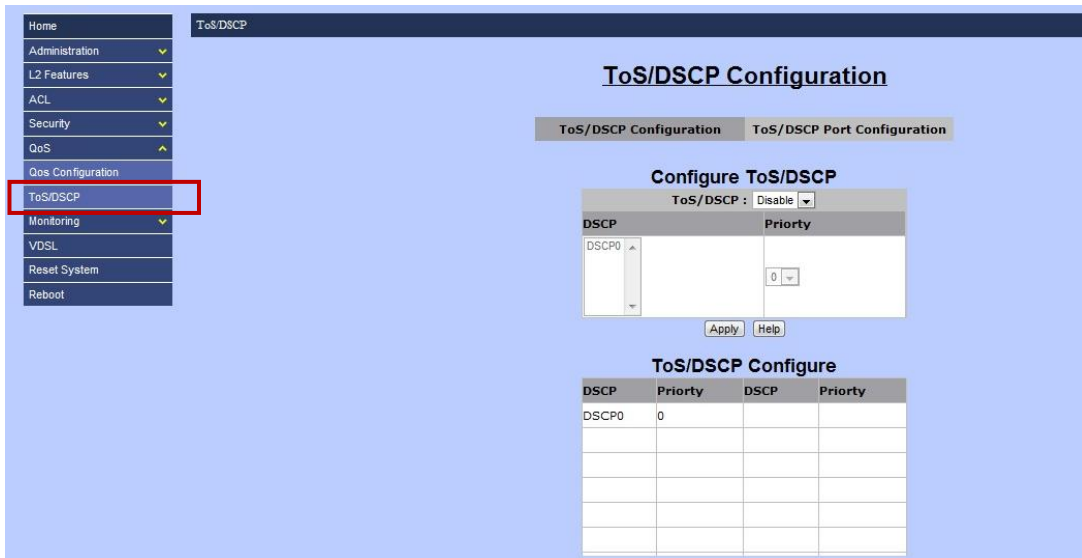 Home
ToS/DSCP
Administration
L2 Features
ACL
Security
QoS
Qos Configuration
ToS/DSCP
Monitoring
VDSL
Reset System
Reboot
ToS/DSCP Configuration
ToS/DSCP Configuration ToS/DSCP Port Configuration
Configure ToS/DSCP
ToS/DSCP : Disable
DSCP Priorty
DSCP0 0
Apply Help
ToS/DSCP Configure
DSCP Priorty DSCP Priorty
DSCP0 0